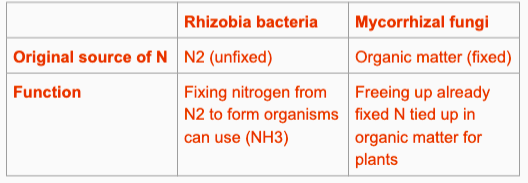 Rhizobia bacteria Mycorrhizal fungi
Original source of N N2 (unfixed) Organic matter (fixed)
Function Fixing nitrogen from Freeing up already
N2 to form organisms fixed N tied up in
can use (NH3) organic matter for
plants